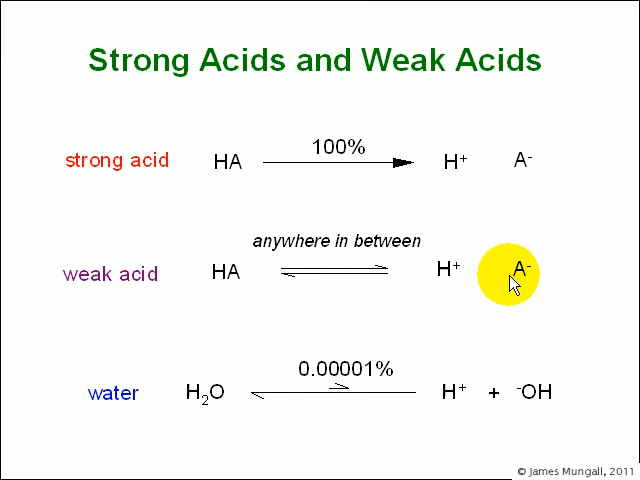 Strong Acids and Weak Acids
100%
strong acid HA H⁺ A⁻
anywhere in between
weak acid HA H⁺ A⁻
0.00001%
water H₂O H⁺ + ⁻OH
© James Mungall, 2011